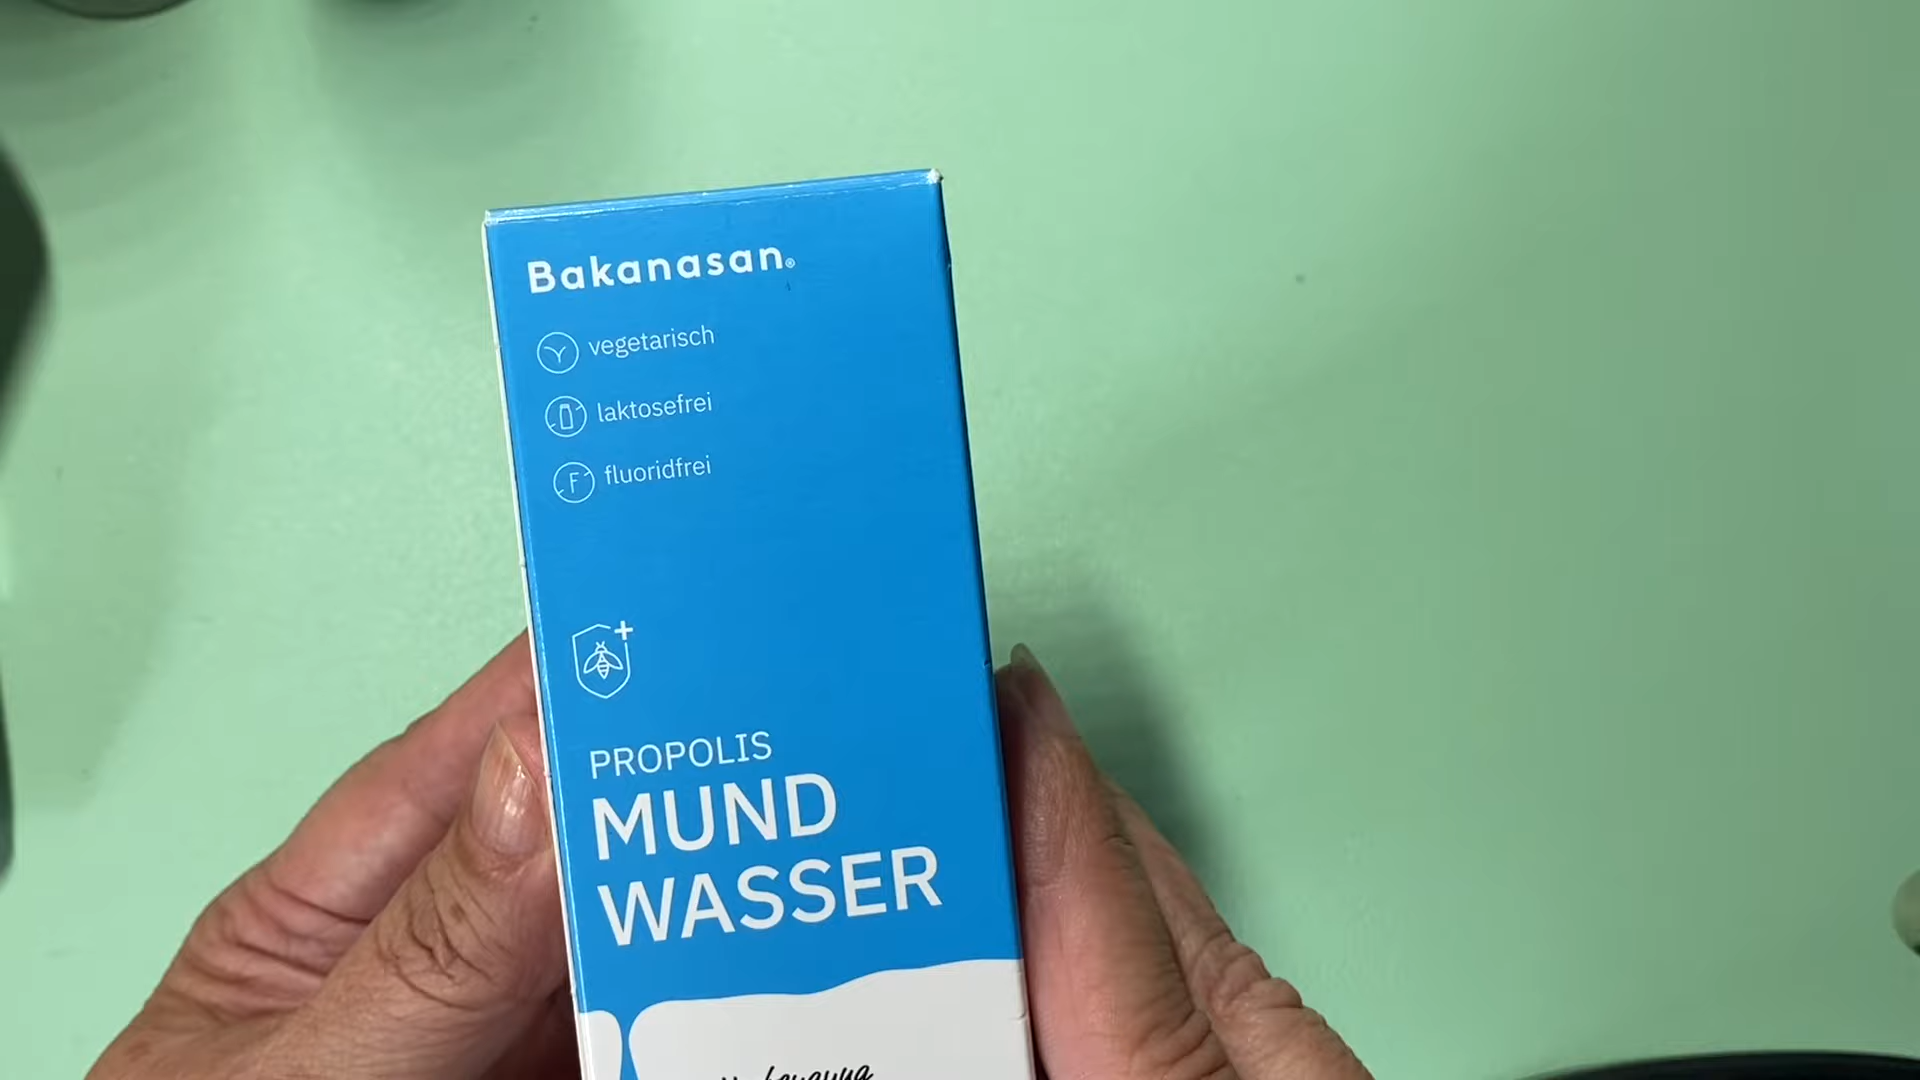 Bakanasan®
vegetarisch
laktosefrei
F fluoridfrei
PROPOLIS
MUND
WASSER